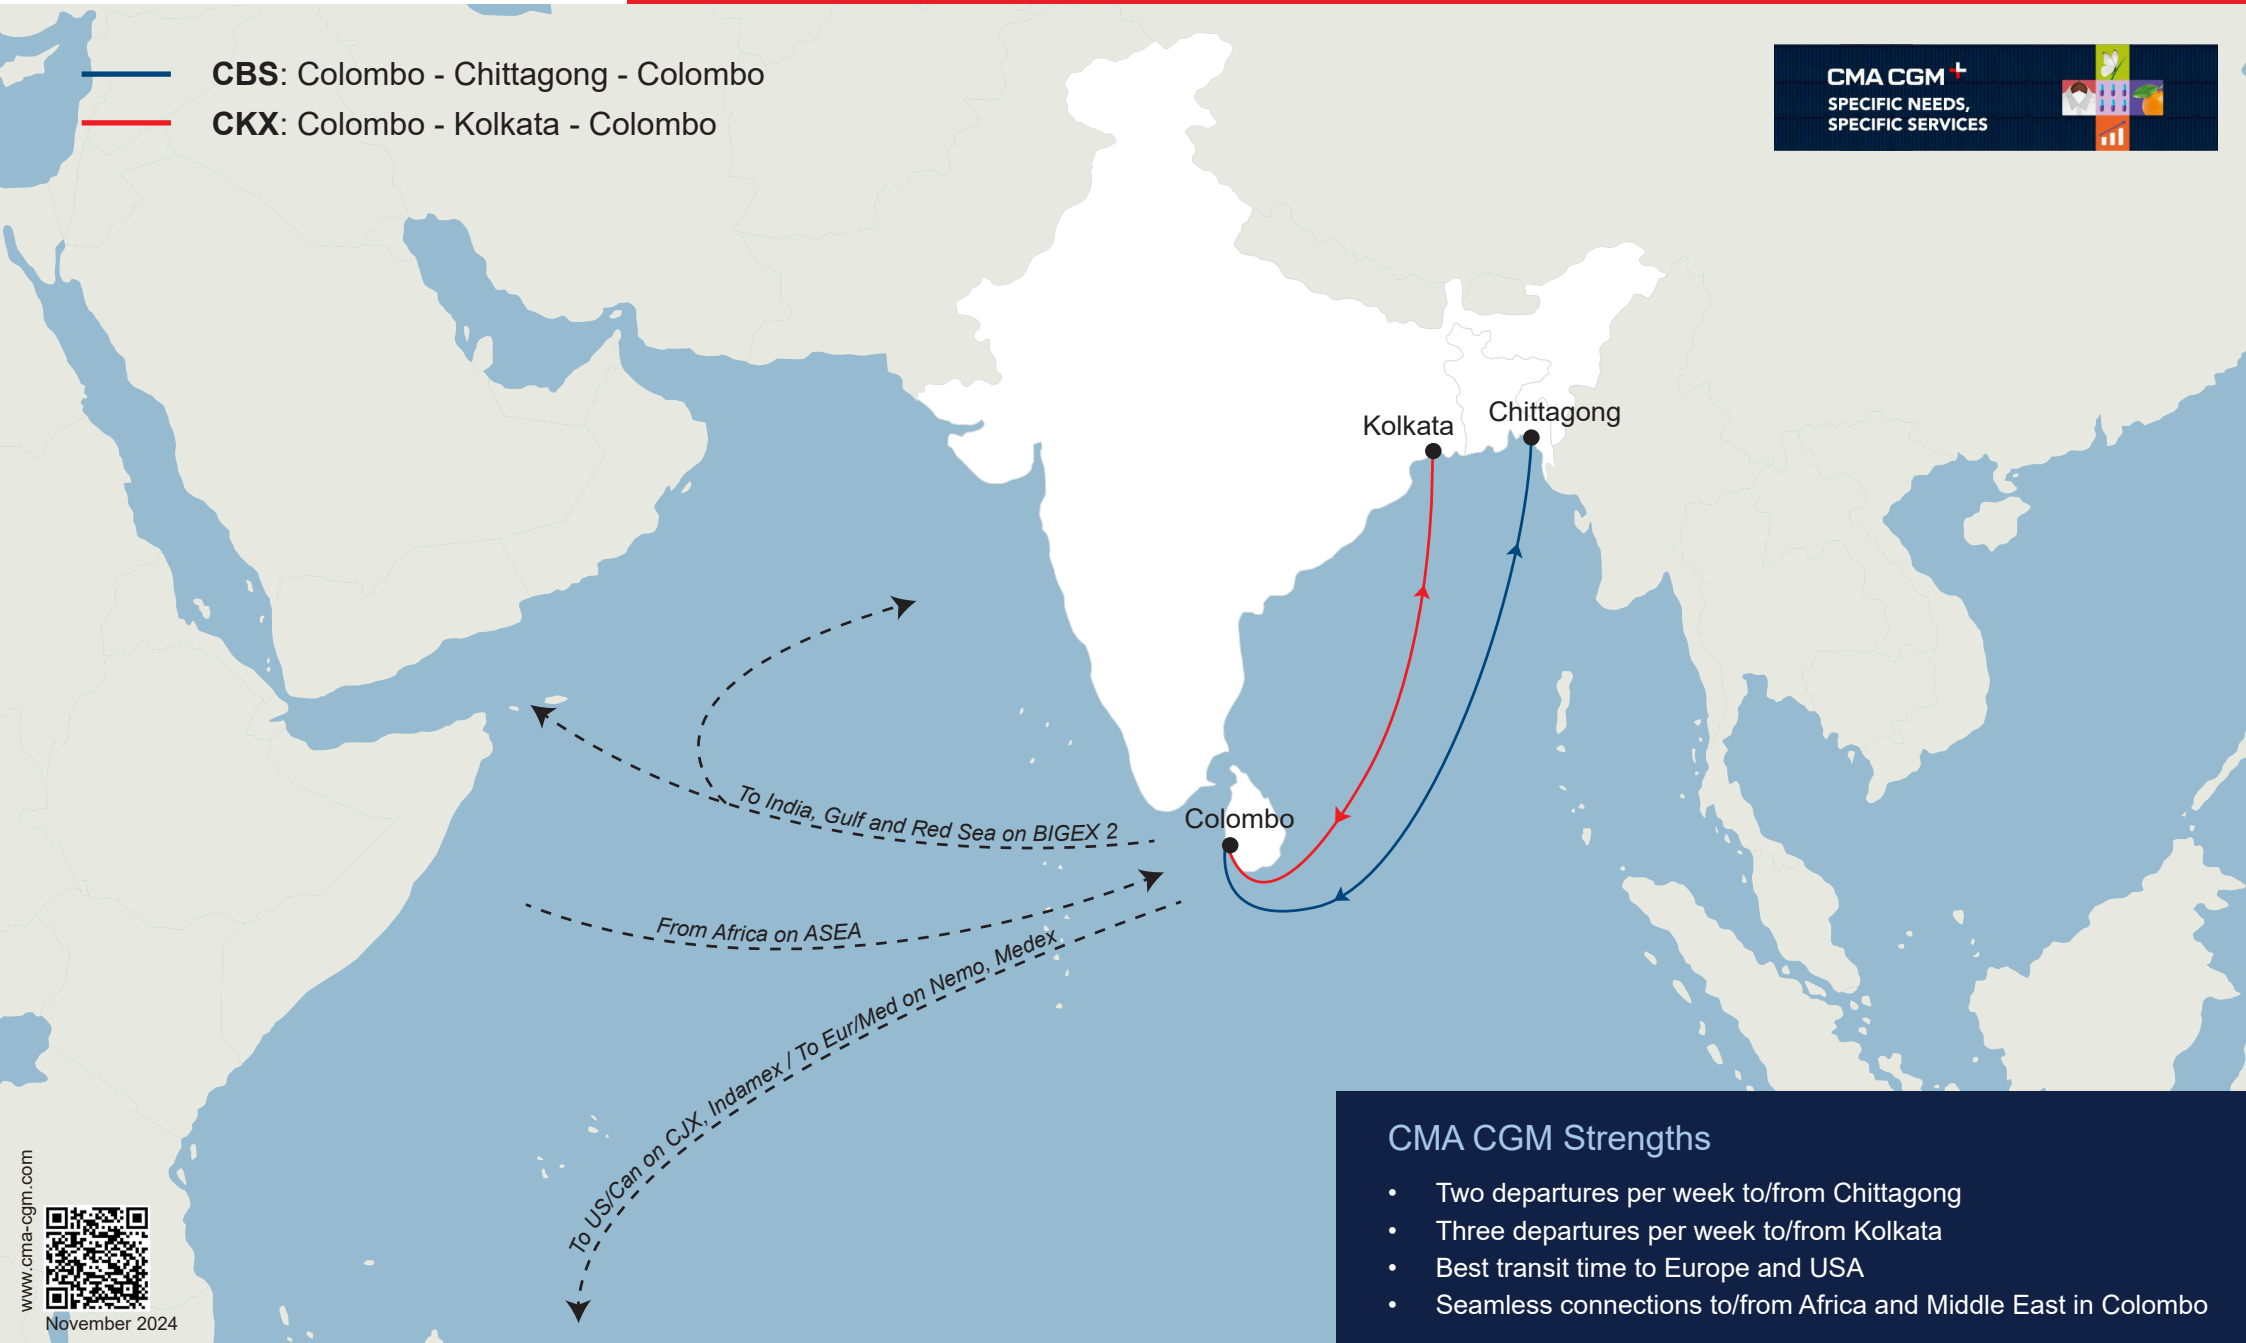 CBS: Colombo - Chittagong - Colombo
CKX: Colombo - Kolkata - Colombo
CMA CGM+
SPECIFIC NEEDS,
SPECIFIC SERVICES
Kolkata
Chittagong
Colombo
To India, Gulf and Red Sea on BIGEX 2
From Africa on ASEA
To US/Can on CJX, Indamex / To Eur/Med on Nemo, Medex
CMA CGM Strengths
• Two departures per week to/from Chittagong
• Three departures per week to/from Kolkata
• Best transit time to Europe and USA
• Seamless connections to/from Africa and Middle East in Colombo
www.cma-cgm.com
November 2024